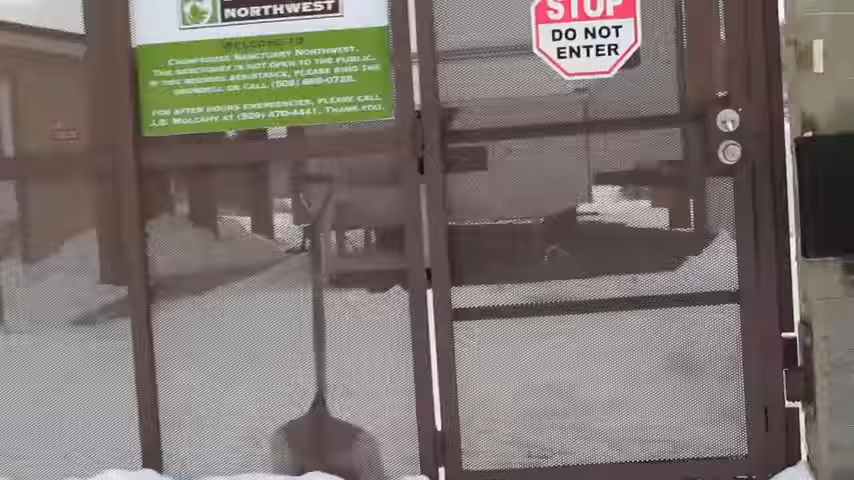 NORTHWEST
WELCOME TO
CHIMPANZEE SANCTUARY NORTHWEST.
THE SANCTUARY IS NOT OPEN TO THE PUBLIC.
IF YOU REQUIRE ASSISTANCE, PLEASE RING THE
DOORBELL OR CALL (509) 699-0728.
FOR AFTER HOURS EMERGENCIES, PLEASE CALL
J.B. MULCAHY AT (509) 470-4441. THANK YOU.
STOP
DO NOT
ENTER